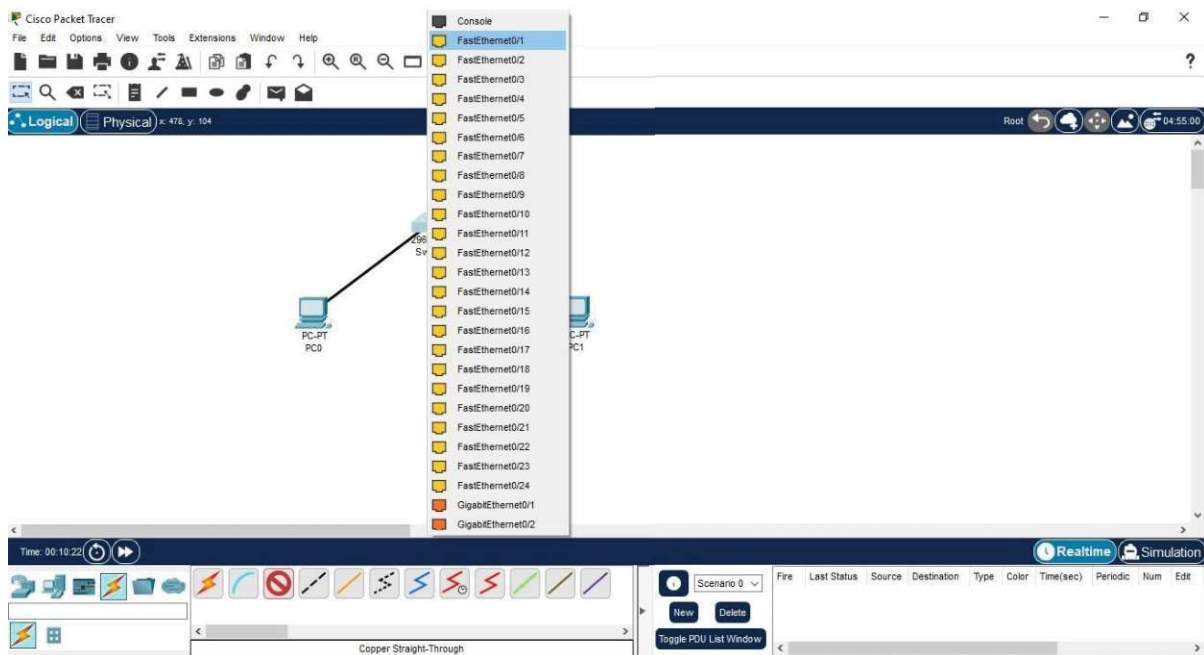 Cisco Packet Tracer
File Edit Options View Tools Extensions Window Help
?
Logical Physical x: 478, y: 104
Root 04:55:00
Console
FastEthernet0/1
FastEthernet0/2
FastEthernet0/3
FastEthernet0/4
FastEthernet0/5
FastEthernet0/6
FastEthernet0/7
FastEthernet0/8
FastEthernet0/9
FastEthernet0/10
FastEthernet0/11
FastEthernet0/12
FastEthernet0/13
FastEthernet0/14
FastEthernet0/15
FastEthernet0/16
FastEthernet0/17
FastEthernet0/18
FastEthernet0/19
FastEthernet0/20
FastEthernet0/21
FastEthernet0/22
FastEthernet0/23
FastEthernet0/24
GigabitEthernet0/1
GigabitEthernet0/2
296
Sw
PC-PT
PC0
C-PT
PC1
Time: 00:10:22
Realtime Simulation
Scenario 0
New Delete
Toggle PDU List Window
Fire Last Status Source Destination Type Color Time(sec) Periodic Num Edit
Copper Straight-Through